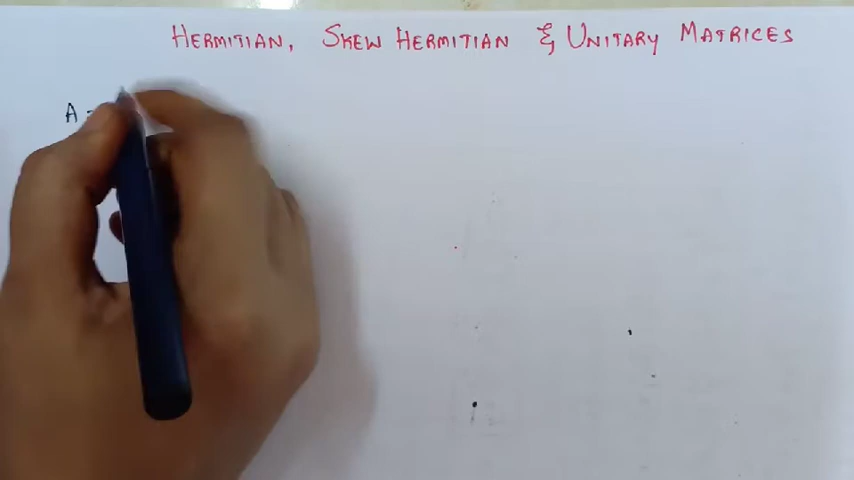 HERMITIAN, SKEW HERMITIAN & UNITARY MATRICES
A =